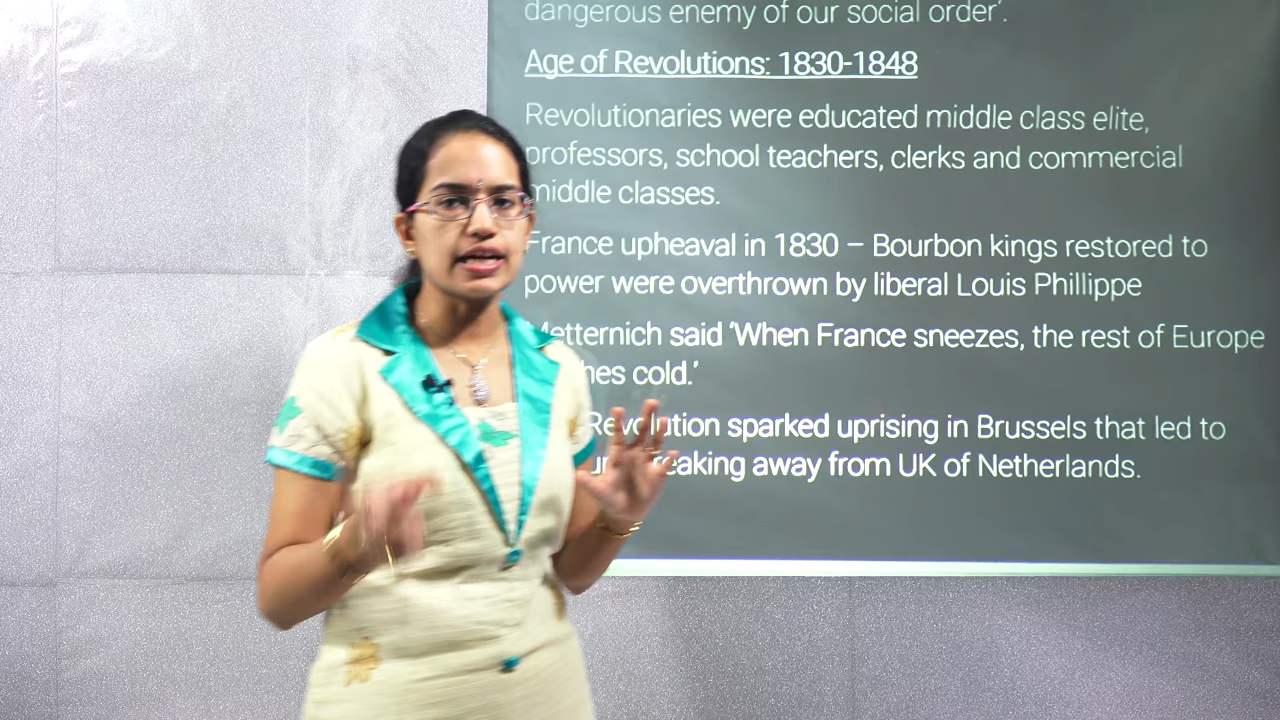 dangerous enemy of our social order’.
Age of Revolutions: 1830-1848
Revolutionaries were educated middle class elite,
professors, school teachers, clerks and commercial
middle classes.
France upheaval in 1830 – Bourbon kings restored to
power were overthrown by liberal Louis Phillippe
Metternich said ‘When France sneezes, the rest of Europe
cold.’
Revolution sparked uprising in Brussels that led to
away from UK of Netherlands.